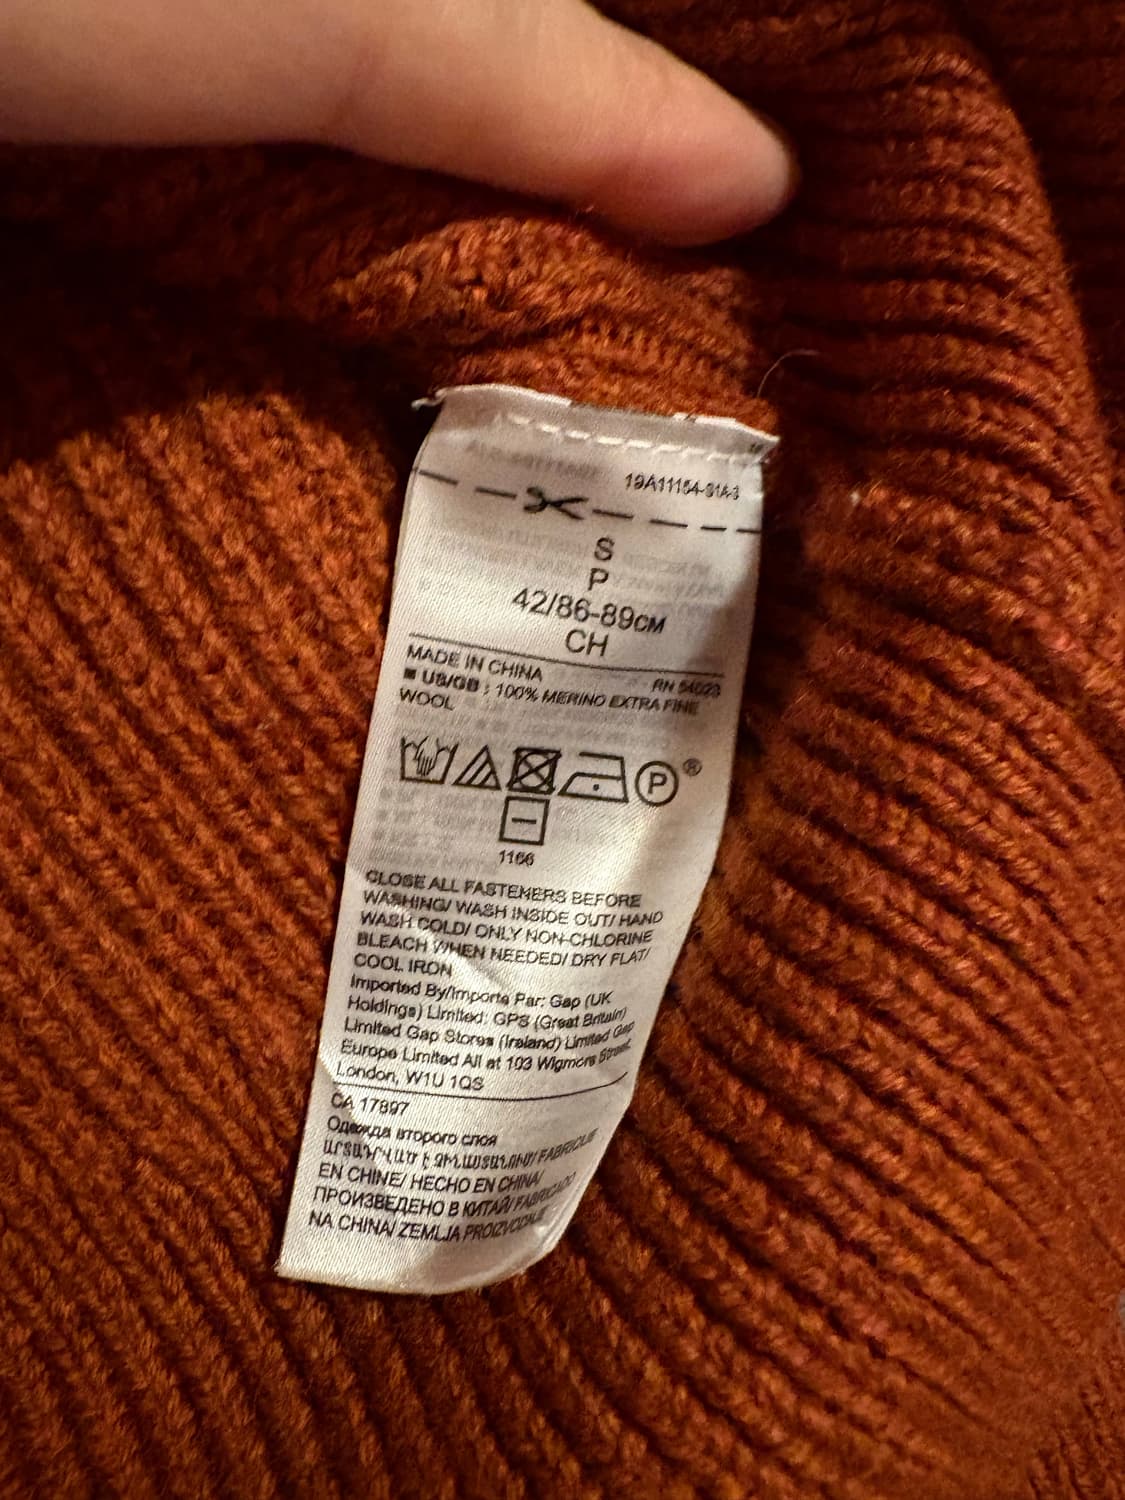 19A11154-01A-3
S
P
42/86-89CM
CH
MADE IN CHINA RN 54023
■ US/GB : 100% MERINO EXTRA FINE
WOOL
P ®
1166
CLOSE ALL FASTENERS BEFORE
WASHING/ WASH INSIDE OUT/ HAND
WASH COLD/ ONLY NON-CHLORINE
BLEACH WHEN NEEDED/ DRY FLAT/
COOL IRON
Imported By/Importe Par: Gap (UK
Holdings) Limited: GPS (Great Britain)
Limited Gap Stores (Ireland) Limited Gap
Europe Limited All at 103 Wigmore Street,
London, W1U 1QS
CA 17897
Одежда второго слоя
FABRIQUE
EN CHINE/ HECHO EN CHINA/
ПРОИЗВЕДЕНО В КИТАЙ/ FABRICADO
NA CHINA/ ZEMLJA